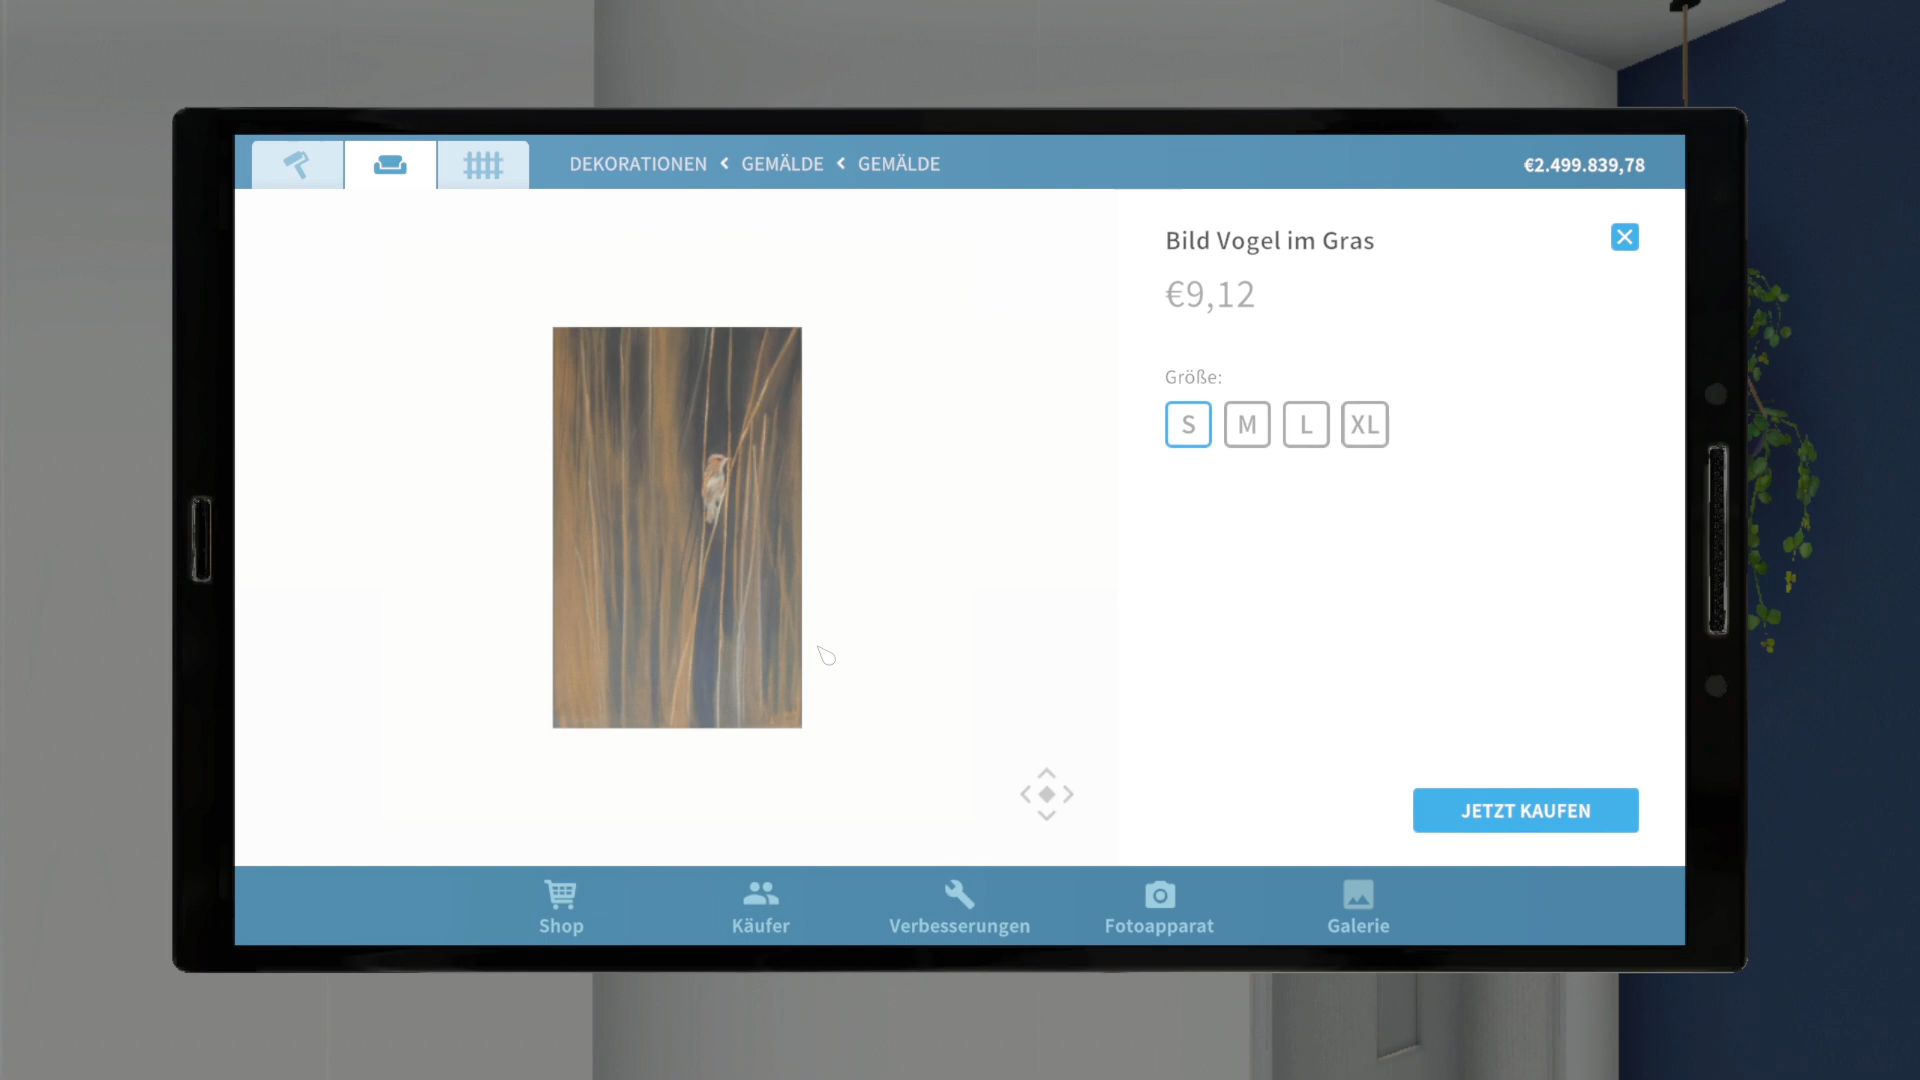 DEKORATIONEN < GEMÄLDE < GEMÄLDE
€2.499.839,78
Bild Vogel im Gras
€9,12
Größe:
S M L XL
JETZT KAUFEN
Shop
Käufer
Verbesserungen
Fotoapparat
Galerie